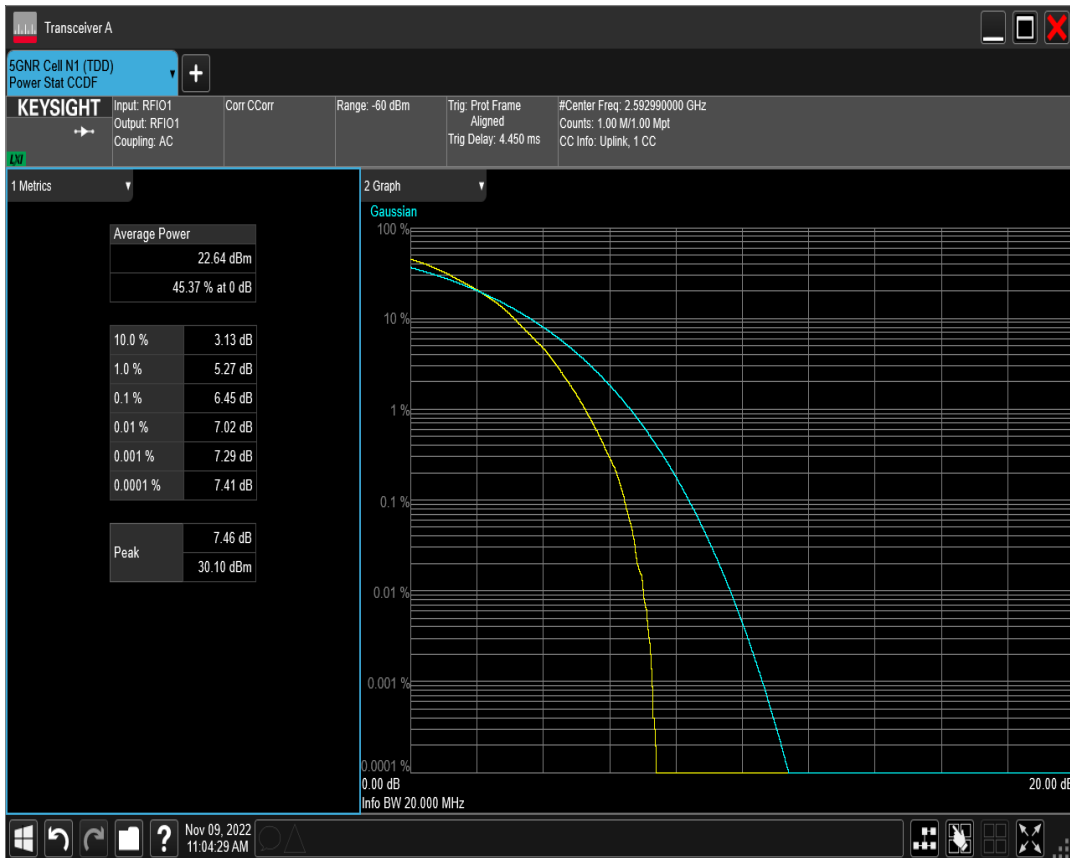 Transceiver A
5GNR Cell N1 (TDD)
Power Stat CCDF
+
KEYSIGHT
LXI
Input: RFIO1
Output: RFIO1
Coupling: AC
Corr CCorr
Range: -60 dBm
Trig: Prot Frame
Aligned
Trig Delay: 4.450 ms
#Center Freq: 2.592990000 GHz
Counts: 1.00 M/1.00 Mpt
CC Info: Uplink, 1 CC
1 Metrics
Average Power
22.64 dBm
45.37 % at 0 dB
10.0 % 3.13 dB
1.0 % 5.27 dB
0.1 % 6.45 dB
0.01 % 7.02 dB
0.001 % 7.29 dB
0.0001 % 7.41 dB
Peak 7.46 dB
30.10 dBm
2 Graph
Gaussian
100 %
10 %
1 %
0.1 %
0.01 %
0.001 %
0.0001 %
0.00 dB 20.00 dB
Info BW 20.000 MHz
?
Nov 09, 2022
11:04:29 AM